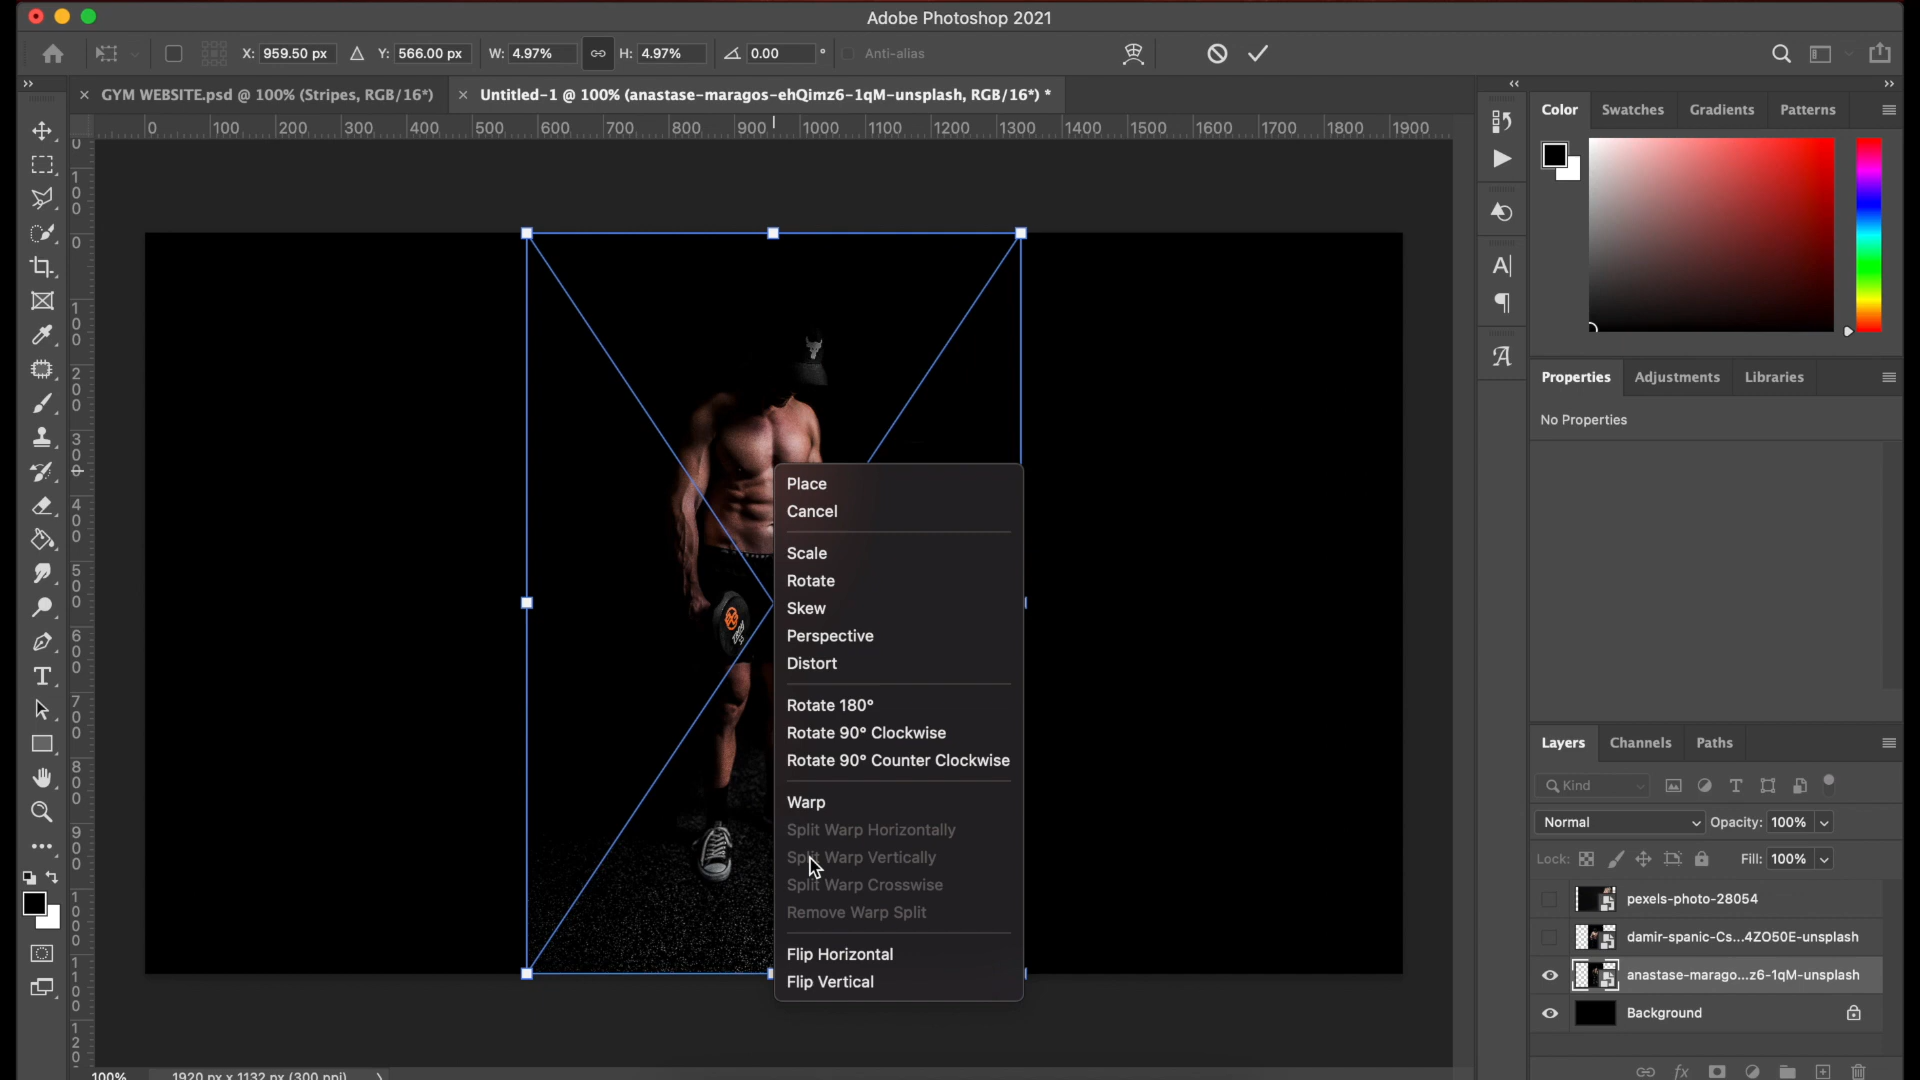 Adobe Photoshop 2021
X: 959.50 px Y: 566.00 px W: 4.97% H: 4.97% 0.00 ° Anti-alias
GYM WEBSITE.psd @ 100% (Stripes, RGB/16*)
Untitled-1 @ 100% (anastase-maragos-ehQimz6-1qM-unsplash, RGB/16*) *
0 100 200 300 400 500 600 700 800 900 1000 1100 1200 1300 1400 1500 1600 1700 1800 1900
Color Swatches Gradients Patterns
Properties Adjustments Libraries
No Properties
Place
Cancel
Scale
Rotate
Skew
Perspective
Distort
Rotate 180°
Rotate 90° Clockwise
Rotate 90° Counter Clockwise
Warp
Split Warp Horizontally
Split Warp Vertically
Split Warp Crosswise
Remove Warp Split
Flip Horizontal
Flip Vertical
Layers Channels Paths
Kind
Normal Opacity: 100%
Lock: Fill: 100%
pexels-photo-28054
damir-spanic-Cs...4ZO50E-unsplash
anastase-marago...z6-1qM-unsplash
Background
100% 1920 px x 1132 px (300 ppi)